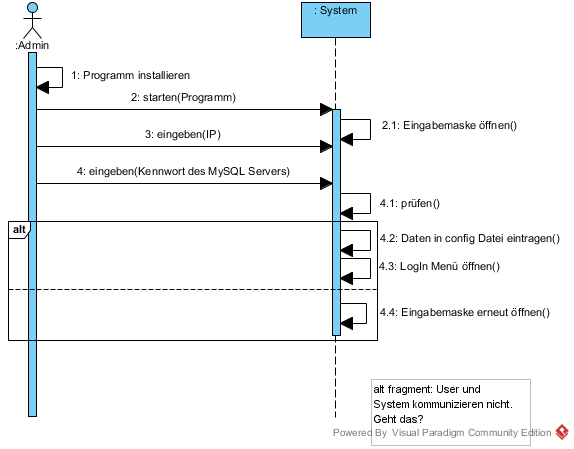 : System
:Admin
1: Programm installieren
2: starten(Programm)
2.1: Eingabemaske öffnen()
3: eingeben(IP)
4: eingeben(Kennwort des MySQL Servers)
4.1: prüfen()
alt
4.2: Daten in config Datei eintragen()
4.3: LogIn Menü öffnen()
4.4: Eingabemaske erneut öffnen()
alt fragment: User und
System kommunizieren nicht.
Geht das?
Powered By Visual Paradigm Community Edition